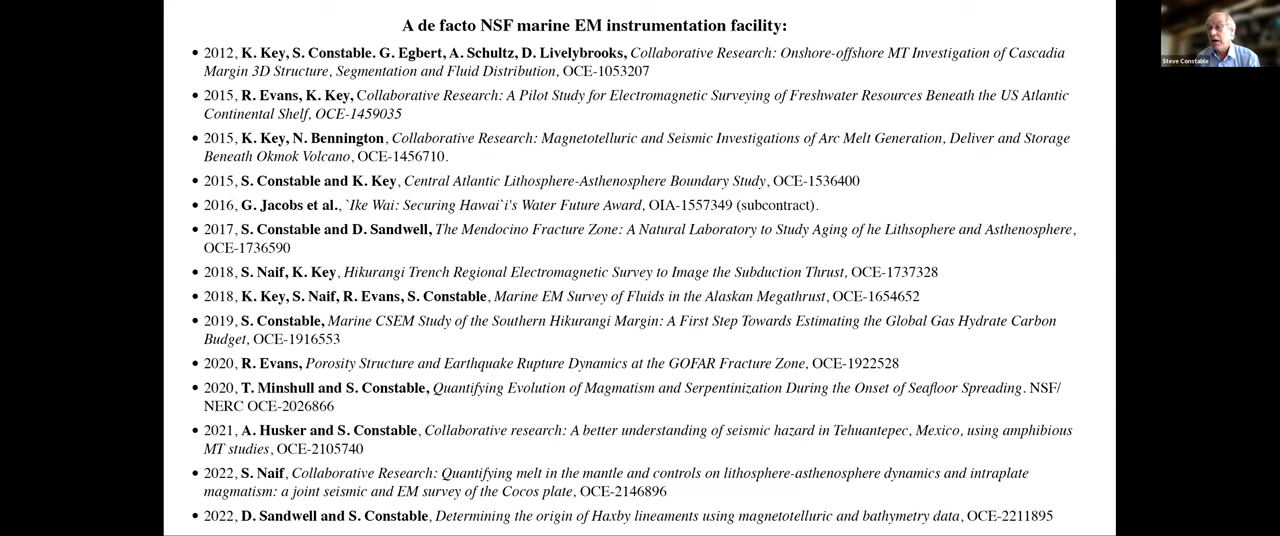 A de facto NSF marine EM instrumentation facility:
• 2012, K. Key, S. Constable. G. Egbert, A. Schultz, D. Livelybrooks, Collaborative Research: Onshore-offshore MT Investigation of Cascadia
Margin 3D Structure, Segmentation and Fluid Distribution, OCE-1053207
• 2015, R. Evans, K. Key, Collaborative Research: A Pilot Study for Electromagnetic Surveying of Freshwater Resources Beneath the US Atlantic
Continental Shelf, OCE-1459035
• 2015, K. Key, N. Bennington, Collaborative Research: Magnetotelluric and Seismic Investigations of Arc Melt Generation, Deliver and Storage
Beneath Okmok Volcano, OCE-1456710.
• 2015, S. Constable and K. Key, Central Atlantic Lithosphere-Asthenosphere Boundary Study, OCE-1536400
• 2016, G. Jacobs et al., `Ike Wai: Securing Hawai`i's Water Future Award, OIA-1557349 (subcontract).
• 2017, S. Constable and D. Sandwell, The Mendocino Fracture Zone: A Natural Laboratory to Study Aging of he Lithsophere and Asthenosphere,
OCE-1736590
• 2018, S. Naif, K. Key, Hikurangi Trench Regional Electromagnetic Survey to Image the Subduction Thrust, OCE-1737328
• 2018, K. Key, S. Naif, R. Evans, S. Constable, Marine EM Survey of Fluids in the Alaskan Megathrust, OCE-1654652
• 2019, S. Constable, Marine CSEM Study of the Southern Hikurangi Margin: A First Step Towards Estimating the Global Gas Hydrate Carbon
Budget, OCE-1916553
• 2020, R. Evans, Porosity Structure and Earthquake Rupture Dynamics at the GOFAR Fracture Zone, OCE-1922528
• 2020, T. Minshull and S. Constable, Quantifying Evolution of Magmatism and Serpentinization During the Onset of Seafloor Spreading. NSF/
NERC OCE-2026866
• 2021, A. Husker and S. Constable, Collaborative research: A better understanding of seismic hazard in Tehuantepec, Mexico, using amphibious
MT studies, OCE-2105740
• 2022, S. Naif, Collaborative Research: Quantifying melt in the mantle and controls on lithosphere-asthenosphere dynamics and intraplate
magmatism: a joint seismic and EM survey of the Cocos plate, OCE-2146896
• 2022, D. Sandwell and S. Constable, Determining the origin of Haxby lineaments using magnetotelluric and bathymetry data, OCE-2211895
Steve Constable